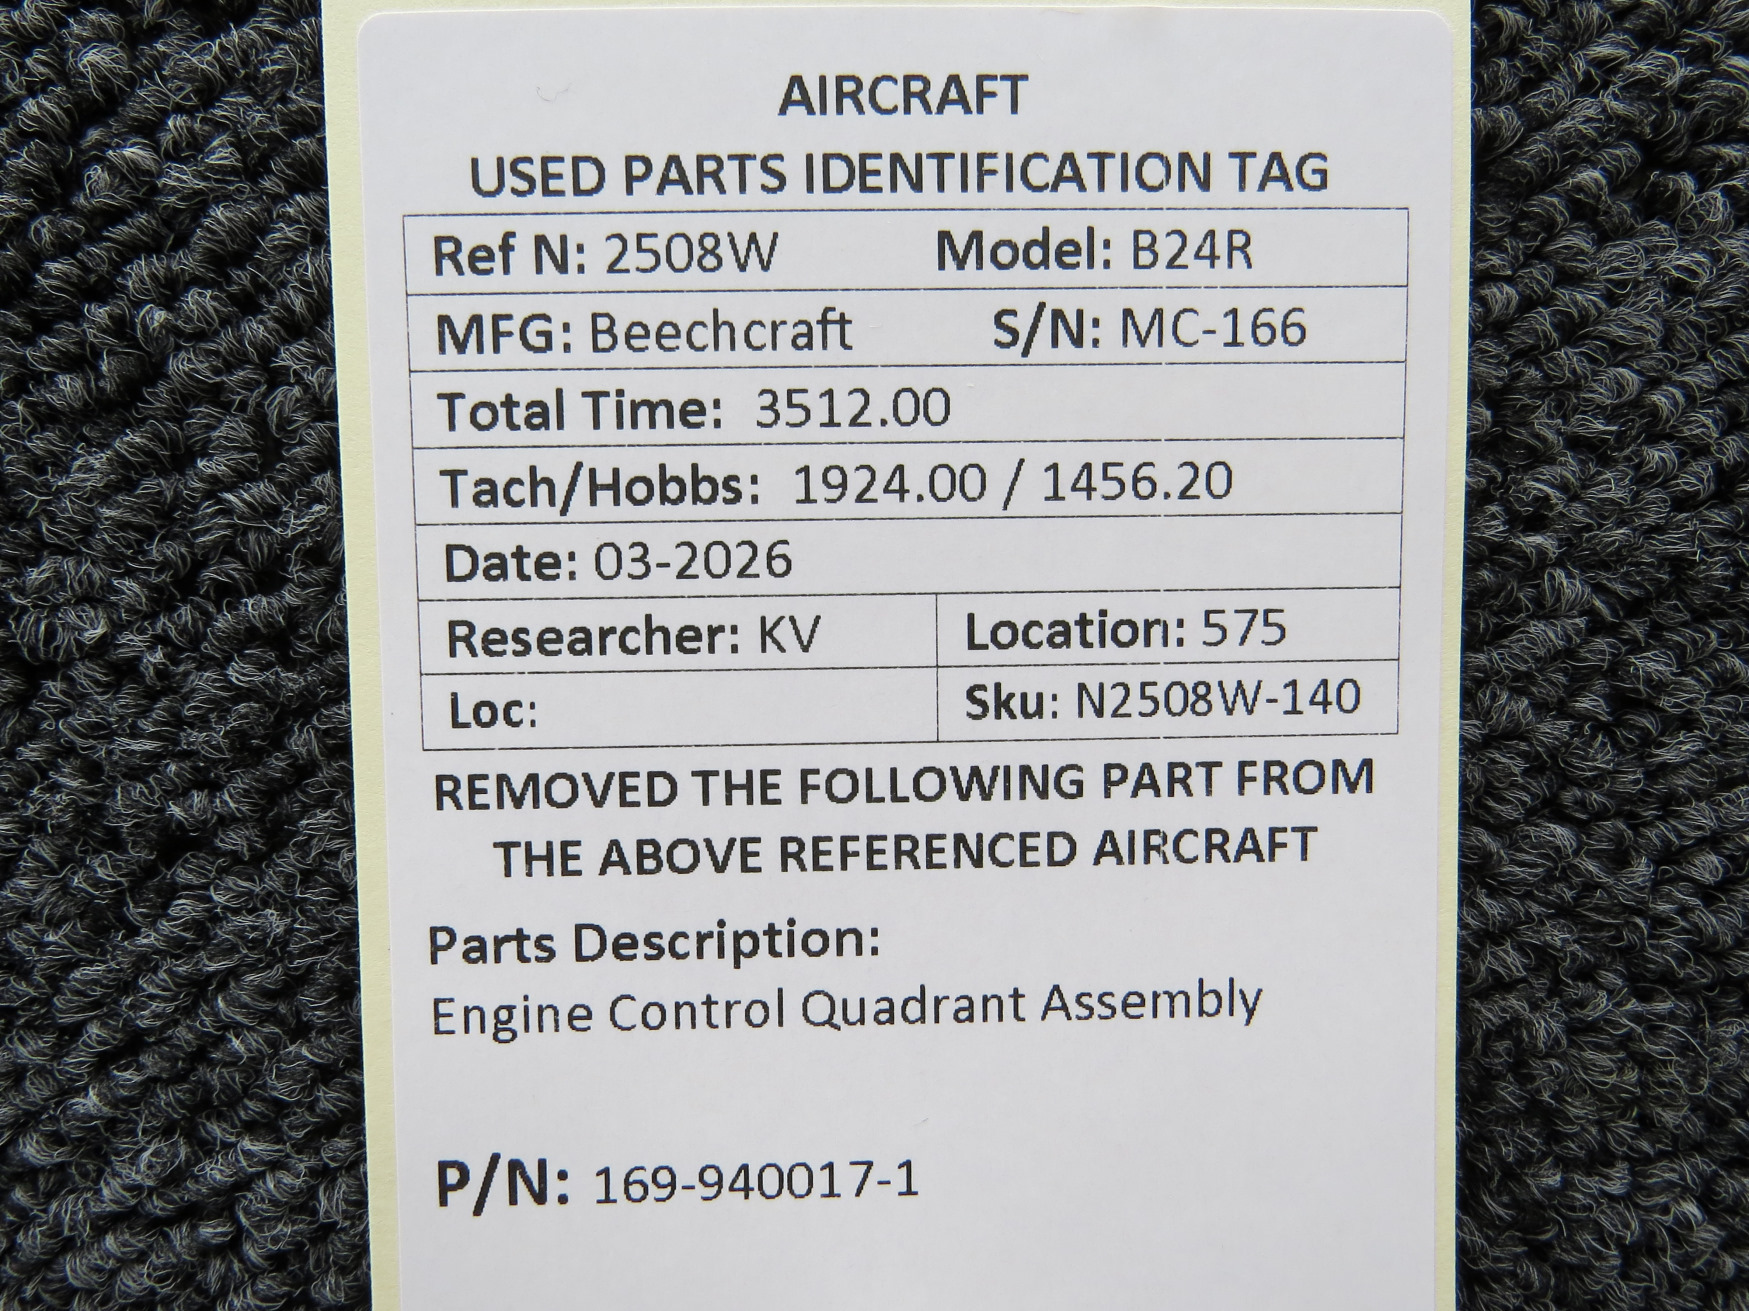 AIRCRAFT
USED PARTS IDENTIFICATION TAG
Ref N: 2508W Model: B24R
MFG: Beechcraft S/N: MC-166
Total Time: 3512.00
Tach/Hobbs: 1924.00 / 1456.20
Date: 03-2026
Researcher: KV Location: 575
Loc: Sku: N2508W-140
REMOVED THE FOLLOWING PART FROM
THE ABOVE REFERENCED AIRCRAFT
Parts Description:
Engine Control Quadrant Assembly
P/N: 169-940017-1